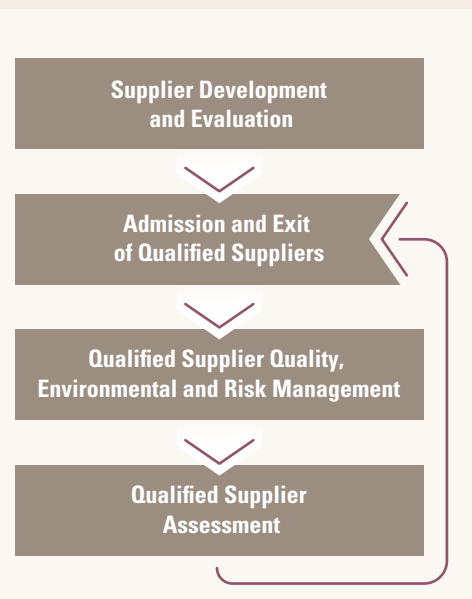 Supplier Development
and Evaluation
Admission and Exit
of Qualified Suppliers
Qualified Supplier Quality,
Environmental and Risk Management
Qualified Supplier
Assessment